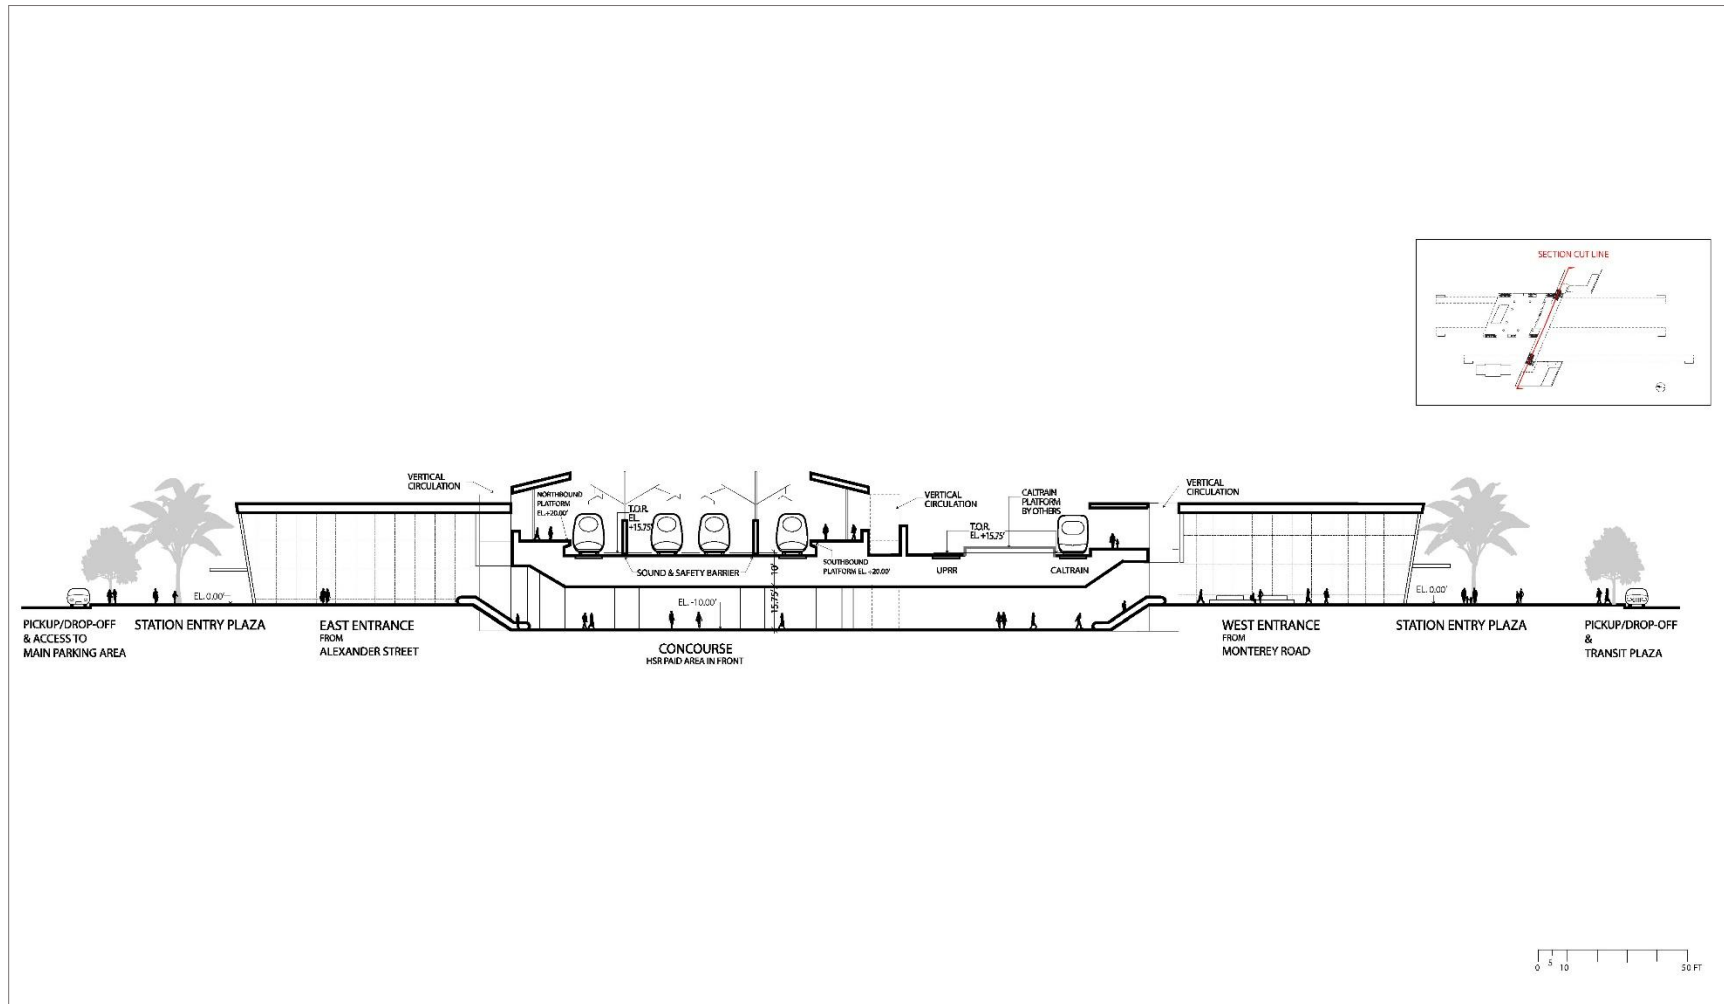 SECTION CUT LINE
VERTICAL
CIRCULATION
NORTHBOUND
PLATFORM
EL.+20.00'
T.O.R.
EL.
+15.75'
VERTICAL
CIRCULATION
CALTRAIN
PLATFORM
BY OTHERS
VERTICAL
CIRCULATION
T.O.R.
EL. +15.75'
SOUND & SAFETY BARRIER
10'
SOUTHBOUND
PLATFORM EL. +20.00'
UPRR
CALTRAIN
EL. 0.00'
EL. -10.00'
15.75'
EL. 0.00'
PICKUP/DROP-OFF
& ACCESS TO
MAIN PARKING AREA
STATION ENTRY PLAZA
EAST ENTRANCE
FROM
ALEXANDER STREET
CONCOURSE
HSR PAID AREA IN FRONT
WEST ENTRANCE
FROM
MONTEREY ROAD
STATION ENTRY PLAZA
PICKUP/DROP-OFF
&
TRANSIT PLAZA
0 5 10 50 FT